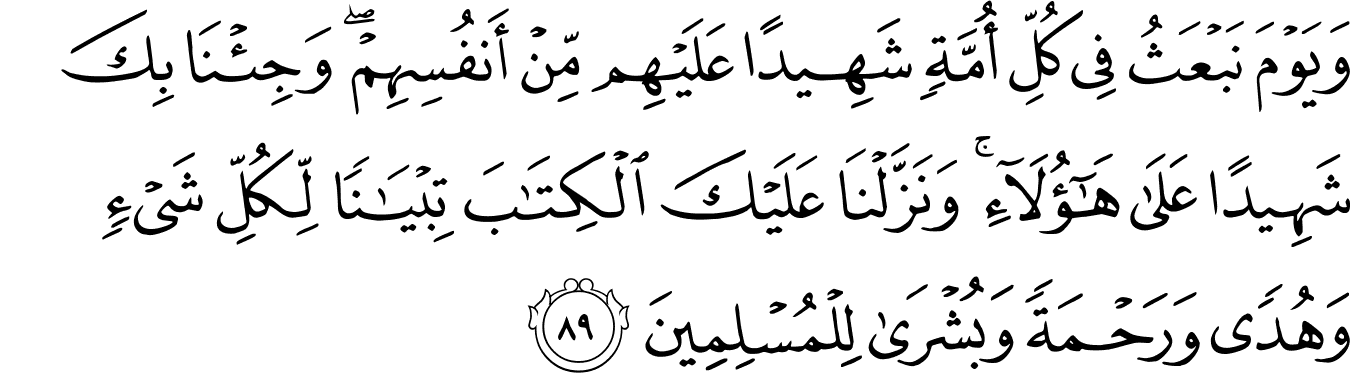 وَيَوْمَ نَبْعَثُ فِى كُلِّ أُمَّةٍ شَهِيدًا عَلَيْهِم مِّنْ أَنفُسِهِمْ ۖ وَجِئْنَا بِكَ
شَهِيدًا عَلَىٰ هَـٰٓؤُلَآءِ ۚ وَنَزَّلْنَا عَلَيْكَ ٱلْكِتَـٰبَ تِبْيَـٰنًا لِّكُلِّ شَىْءٍ
وَهُدًى وَرَحْمَةً وَبُشْرَىٰ لِلْمُسْلِمِينَ ٨٩